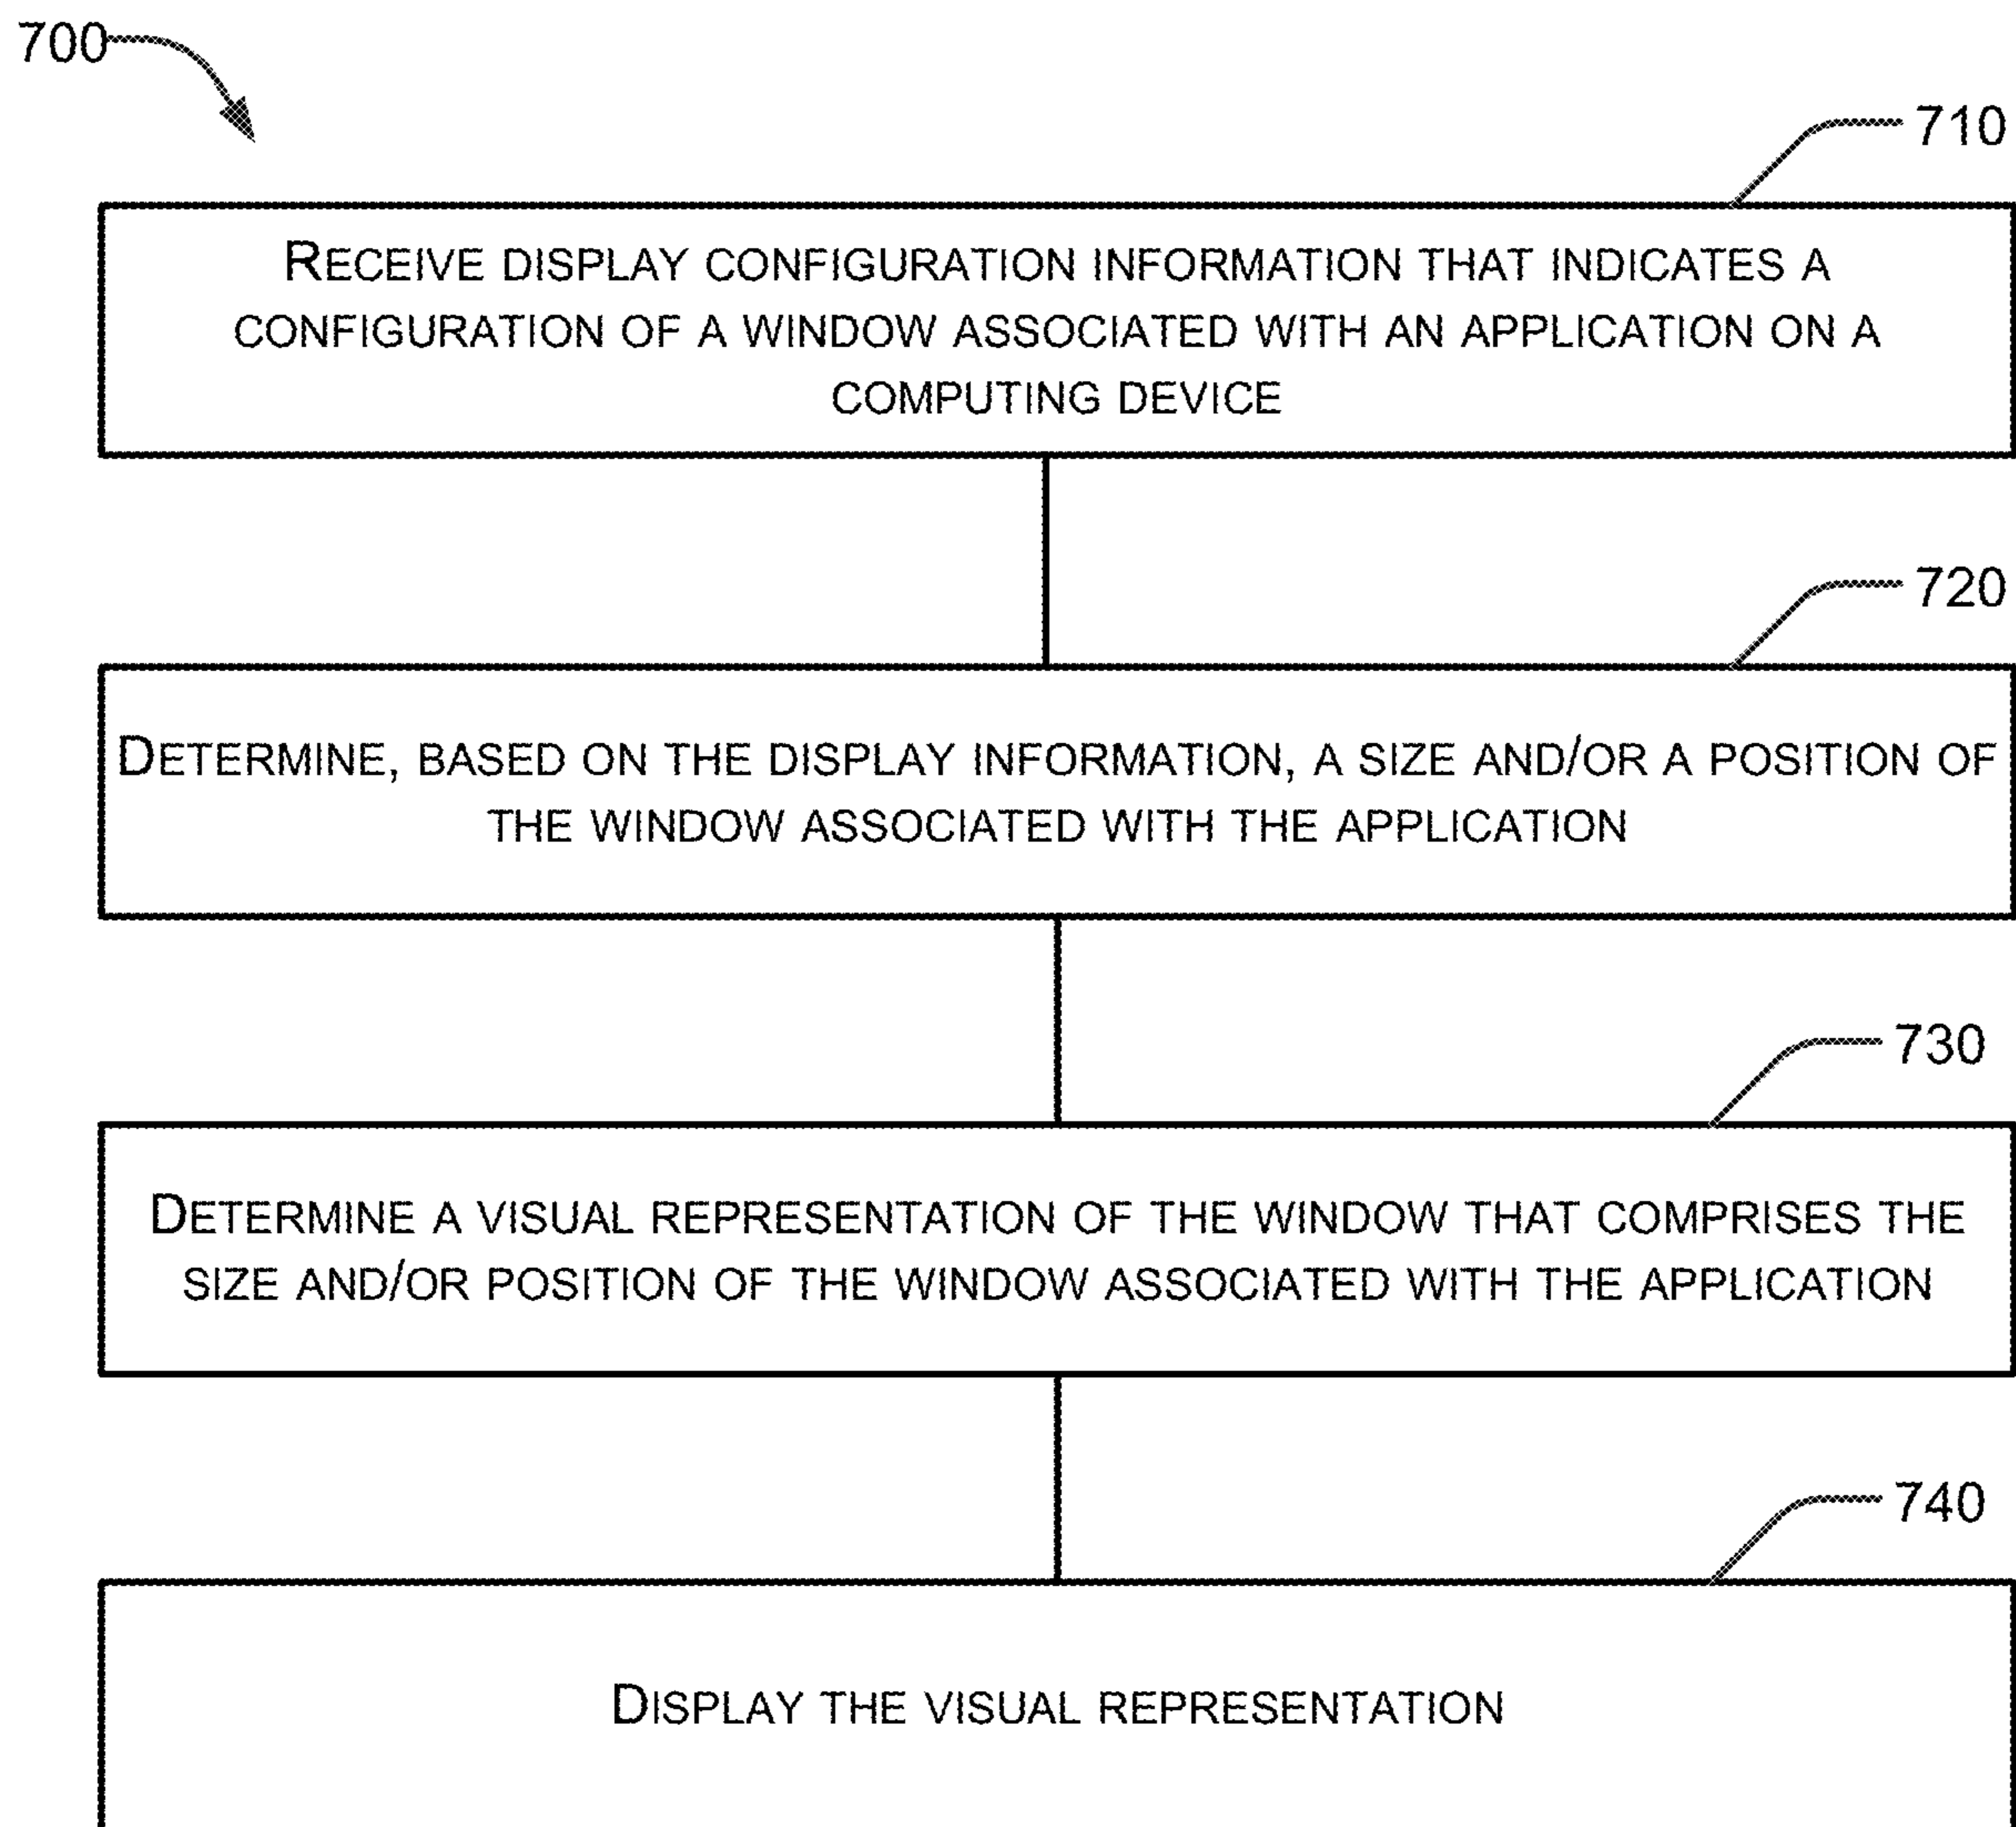 700
710
RECEIVE DISPLAY CONFIGURATION INFORMATION THAT INDICATES A
CONFIGURATION OF A WINDOW ASSOCIATED WITH AN APPLICATION ON A
COMPUTING DEVICE
720
DETERMINE, BASED ON THE DISPLAY INFORMATION, A SIZE AND/OR A POSITION OF
THE WINDOW ASSOCIATED WITH THE APPLICATION
730
DETERMINE A VISUAL REPRESENTATION OF THE WINDOW THAT COMPRISES THE
SIZE AND/OR POSITION OF THE WINDOW ASSOCIATED WITH THE APPLICATION
740
DISPLAY THE VISUAL REPRESENTATION